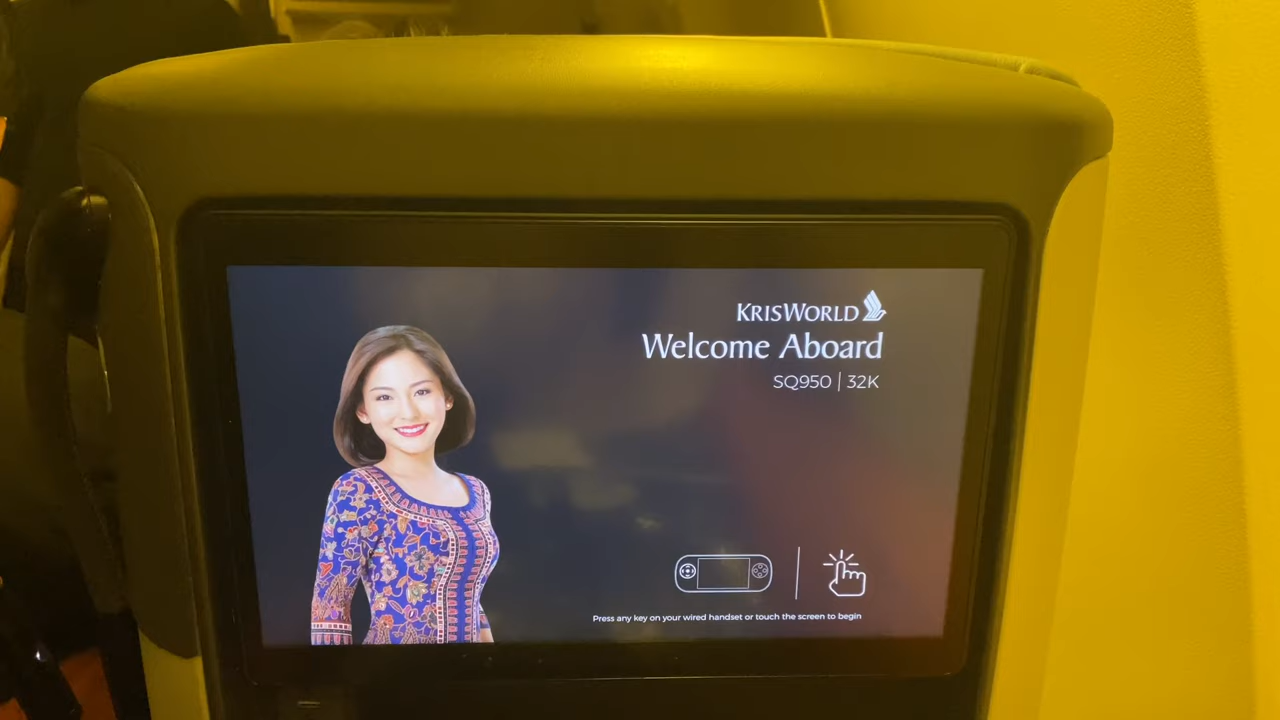 KRISWORLD
Welcome Aboard
SQ950 | 32K
Press any key on your wired handset or touch the screen to begin